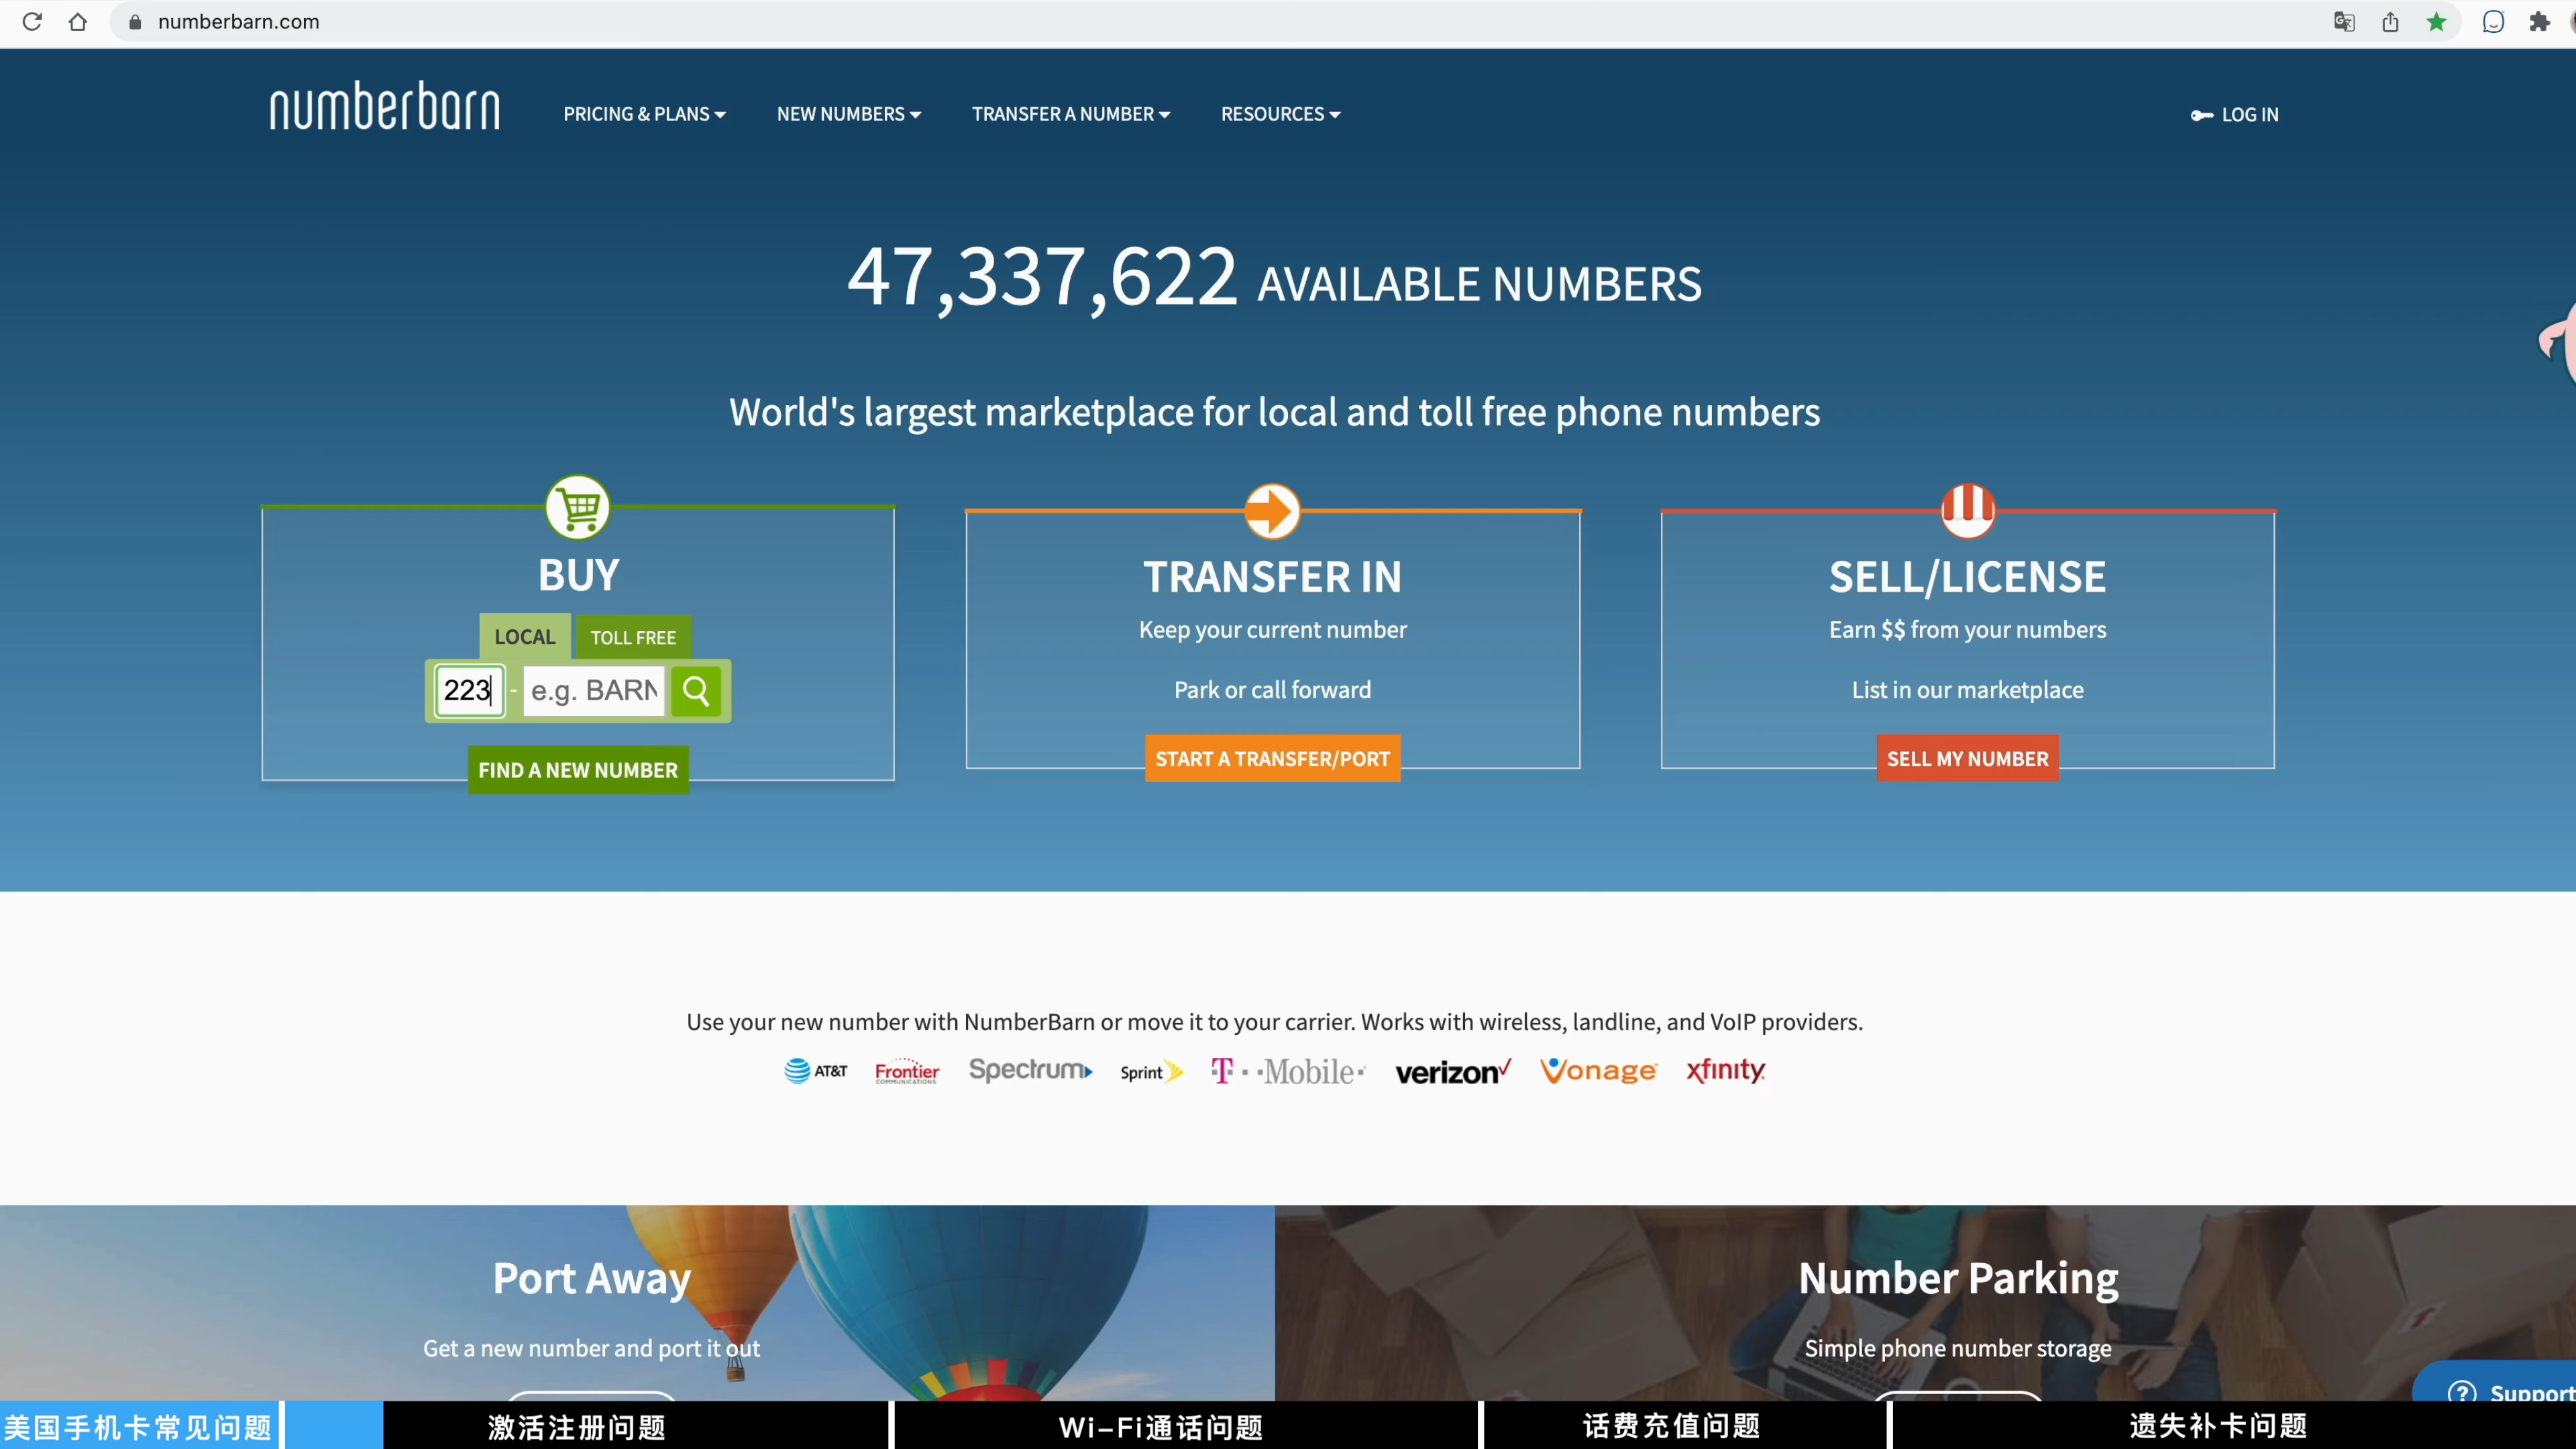 numberbarn.com
numberbarn
PRICING & PLANS
NEW NUMBERS
TRANSFER A NUMBER
RESOURCES
LOG IN
47,337,622 AVAILABLE NUMBERS
World's largest marketplace for local and toll free phone numbers
BUY
LOCAL
TOLL FREE
223 - e.g. BARN
FIND A NEW NUMBER
TRANSFER IN
Keep your current number
Park or call forward
START A TRANSFER/PORT
SELL/LICENSE
Earn $$ from your numbers
List in our marketplace
SELL MY NUMBER
Use your new number with NumberBarn or move it to your carrier. Works with wireless, landline, and VoIP providers.
AT&T
Frontier
COMMUNICATIONS
Spectrum
Sprint
T··Mobile·
verizon
Vonage
xfinity
Port Away
Get a new number and port it out
Number Parking
Simple phone number storage
Support
美国手机卡常见问题
激活注册问题
Wi-Fi通话问题
话费充值问题
遗失补卡问题